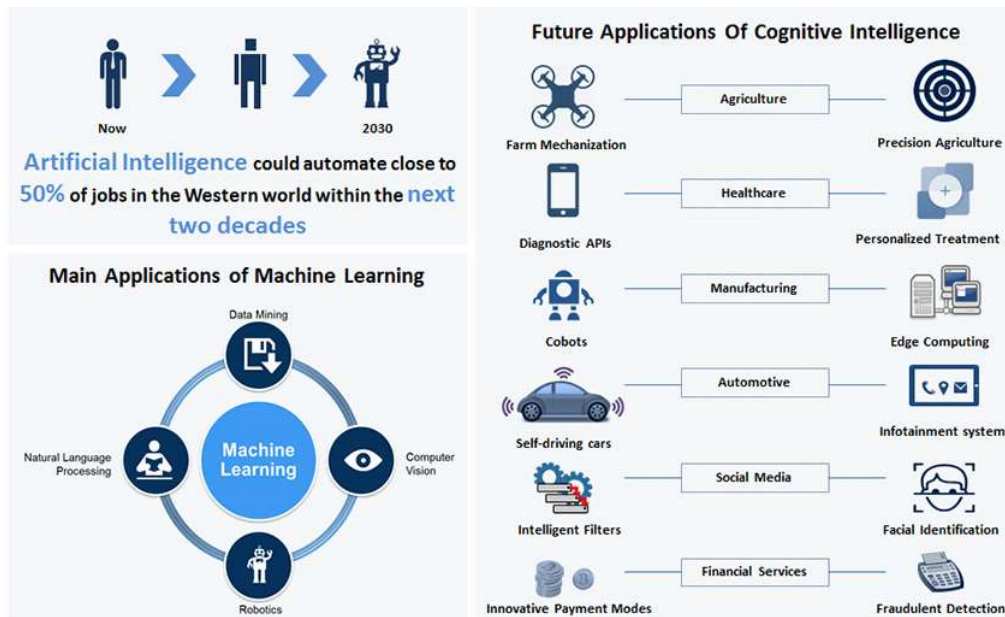 Now
2030
Artificial Intelligence could automate close to
50% of jobs in the Western world within the next
two decades
Main Applications of Machine Learning
Data Mining
Natural Language
Processing
Machine
Learning
Computer
Vision
Robotics
Future Applications Of Cognitive Intelligence
Agriculture
Farm Mechanization
Precision Agriculture
Healthcare
Diagnostic APIs
Personalized Treatment
Manufacturing
Cobots
Edge Computing
Automotive
Self-driving cars
Infotainment system
Social Media
Intelligent Filters
Facial Identification
Financial Services
Innovative Payment Modes
Fraudulent Detection